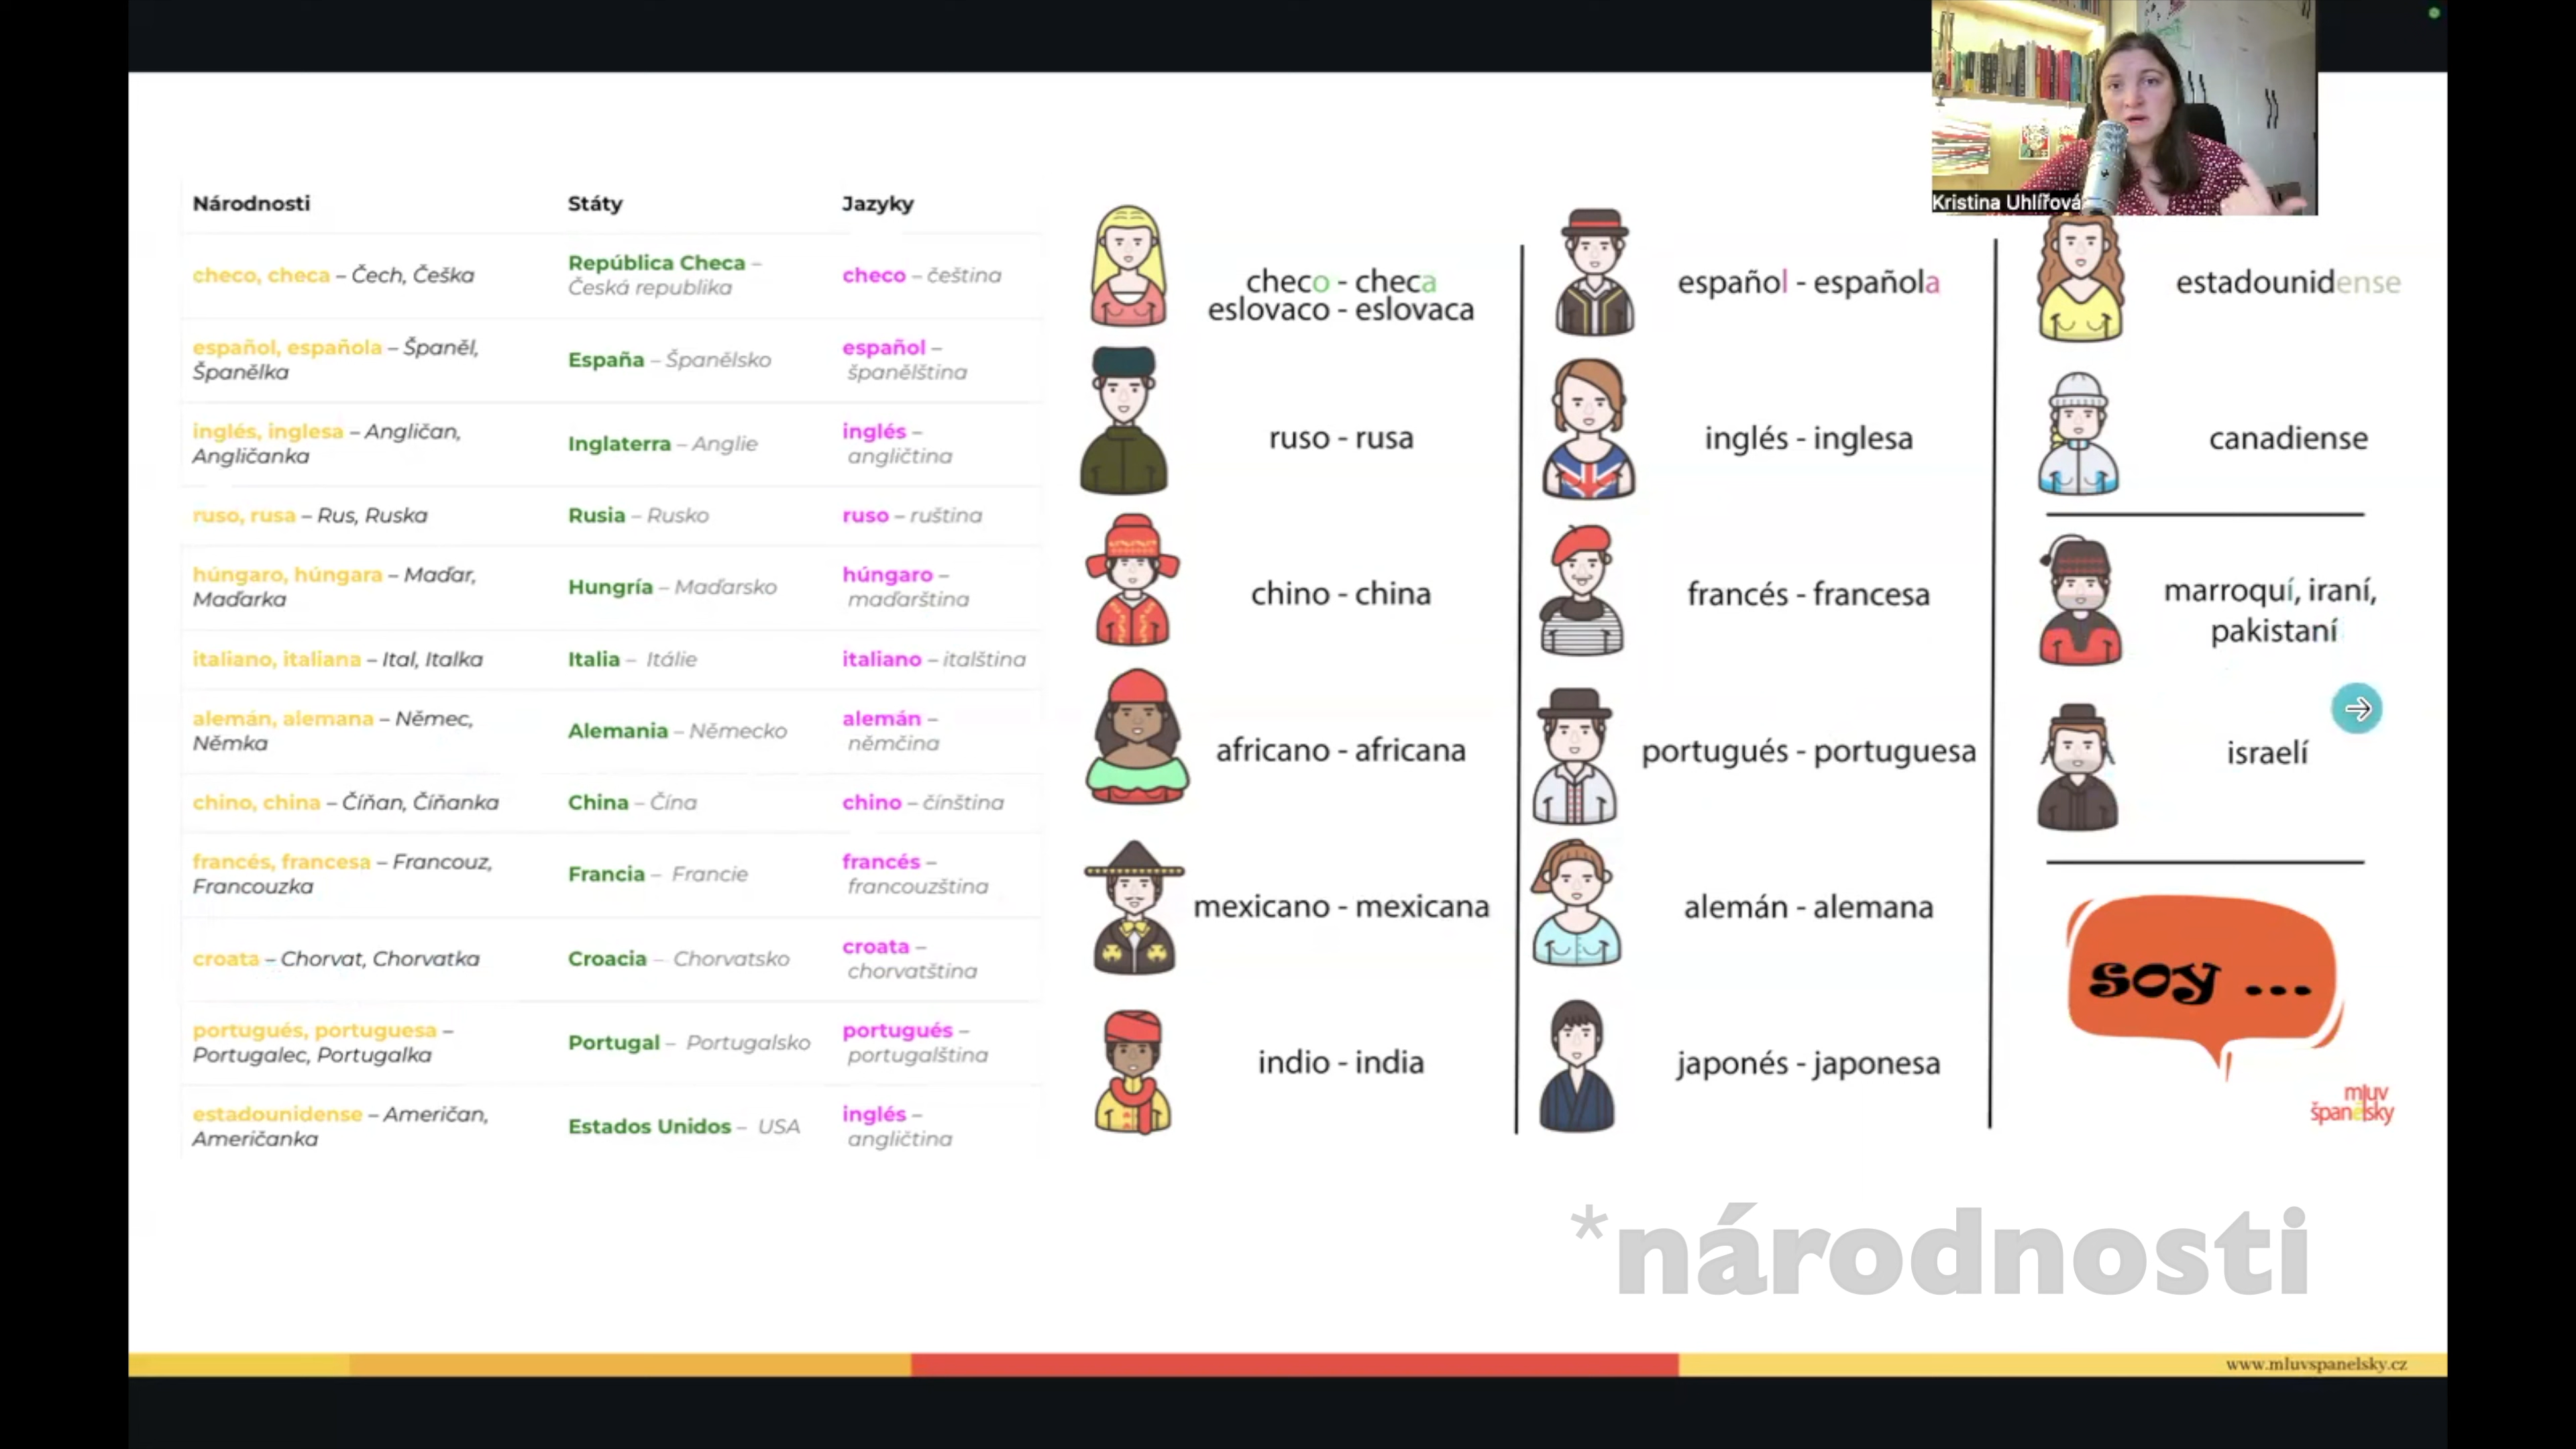 Kristina Uhlířová
Národnosti Státy Jazyky
checo, checa – Čech, Češka
República Checa –
Česká republika
checo – čeština
español, española – Španěl,
Španělka
España – Španělsko
español –
španělština
inglés, inglesa – Angličan,
Angličanka
Inglaterra – Anglie
inglés –
angličtina
ruso, rusa – Rus, Ruska
Rusia – Rusko
ruso – ruština
húngaro, húngara – Maďar,
Maďarka
Hungría – Maďarsko
húngaro –
maďarština
italiano, italiana – Ital, Italka
Italia – Itálie
italiano – italština
alemán, alemana – Němec,
Němka
Alemania – Německo
alemán –
němčina
chino, china – Číňan, Číňanka
China – Čína
chino – čínština
francés, francesa – Francouz,
Francouzka
Francia – Francie
francés –
francouzština
croata – Chorvat, Chorvatka
Croacia – Chorvatsko
croata –
chorvatština
portugués, portuguesa –
Portugalec, Portugalka
Portugal – Portugalsko
portugués –
portugalština
estadounidense – Američan,
Američanka
Estados Unidos – USA
inglés –
angličtina
checo - checa
eslovaco - eslovaca
ruso - rusa
chino - china
africano - africana
mexicano - mexicana
indio - india
español - española
inglés - inglesa
francés - francesa
portugués - portuguesa
alemán - alemana
japonés - japonesa
estadounidense
canadiense
marroquí, iraní,
pakistaní
israelí
soy ...
mluv
španělsky
*národnosti
www.mluvspanelsky.cz